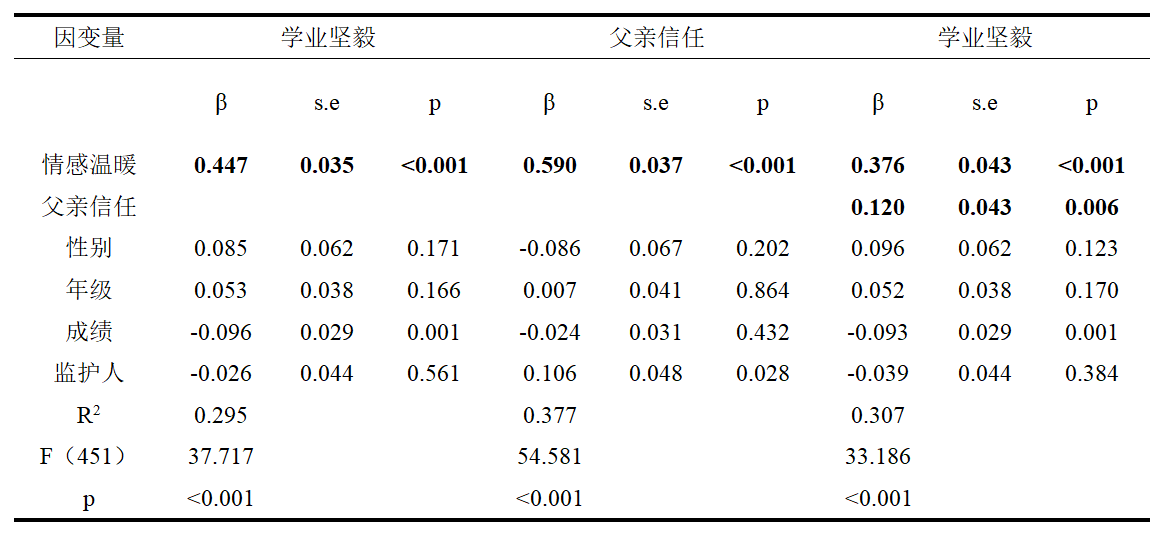 因变量 学业坚毅 父亲信任 学业坚毅
β s.e p β s.e p β s.e p
情感温暖 0.447 0.035 <0.001 0.590 0.037 <0.001 0.376 0.043 <0.001
父亲信任 0.120 0.043 0.006
性别 0.085 0.062 0.171 -0.086 0.067 0.202 0.096 0.062 0.123
年级 0.053 0.038 0.166 0.007 0.041 0.864 0.052 0.038 0.170
成绩 -0.096 0.029 0.001 -0.024 0.031 0.432 -0.093 0.029 0.001
监护人 -0.026 0.044 0.561 0.106 0.048 0.028 -0.039 0.044 0.384
R² 0.295 0.377 0.307
F（451） 37.717 54.581 33.186
p <0.001 <0.001 <0.001